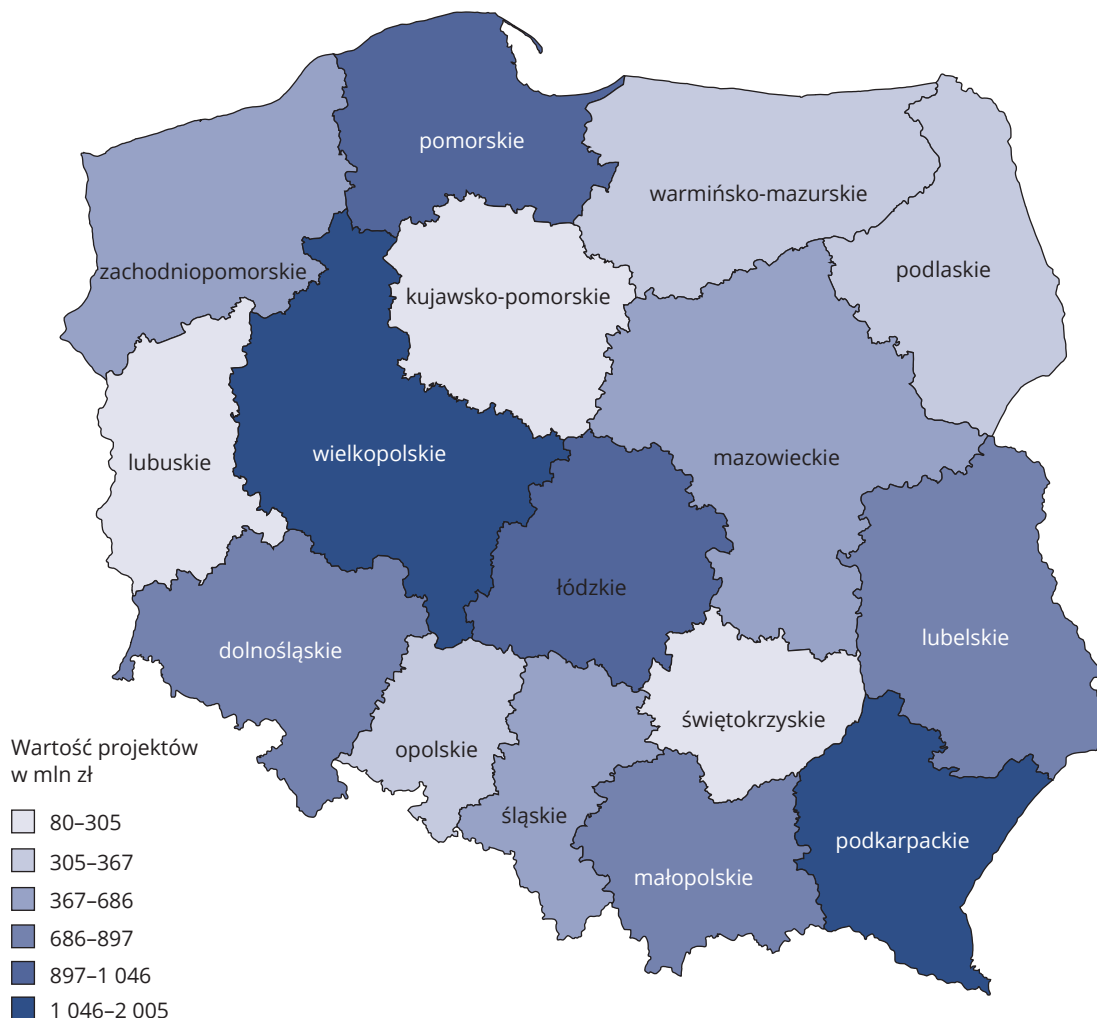 pomorskie
warmińsko-mazurskie
podlaskie
zachodniopomorskie
kujawsko-pomorskie
lubuskie
wielkopolskie
mazowieckie
łódzkie
lubelskie
dolnośląskie
świętokrzyskie
opolskie
śląskie
podkarpackie
małopolskie
Wartość projektów
w mln zł
80–305
305–367
367–686
686–897
897–1 046
1 046–2 005